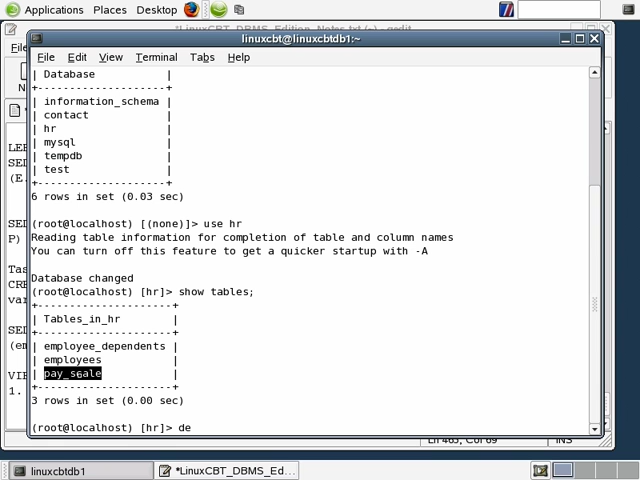 Applications Places Desktop
*LinuxCBT_DBMS_Edition_Notes.txt (~) - gedit
linuxcbt@linuxcbtdb1:~
File Edit View Terminal Tabs Help
| Database |
+--------------------+
| information_schema |
| contact |
| hr |
| mysql |
| tempdb |
| test |
+--------------------+
6 rows in set (0.03 sec)
(root@localhost) [(none)]> use hr
Reading table information for completion of table and column names
You can turn off this feature to get a quicker startup with -A
Database changed
(root@localhost) [hr]> show tables;
+---------------------+
| Tables_in_hr |
+---------------------+
| employee_dependents |
| employees |
| pay_scale |
+---------------------+
3 rows in set (0.00 sec)
(root@localhost) [hr]> de
Ln 465, Col 69 INS
linuxcbtdb1
*LinuxCBT_DBMS_Ed...